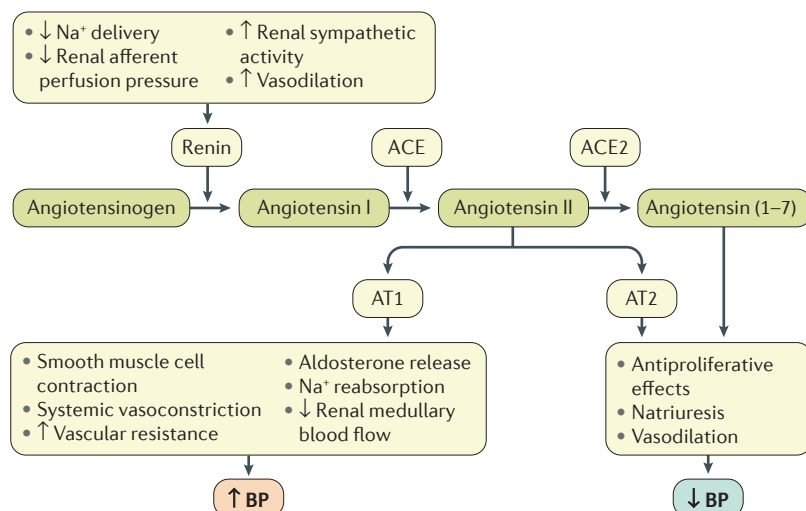 • ↓ Na⁺ delivery
• ↓ Renal afferent
perfusion pressure
• ↑ Renal sympathetic
activity
• ↑ Vasodilation
Renin
ACE
ACE2
Angiotensinogen
Angiotensin I
Angiotensin II
Angiotensin (1–7)
AT1
AT2
• Smooth muscle cell
contraction
• Systemic vasoconstriction
• ↑ Vascular resistance
• Aldosterone release
• Na⁺ reabsorption
• ↓ Renal medullary
blood flow
• Antiproliferative
effects
• Natriuresis
• Vasodilation
↑ BP
↓ BP